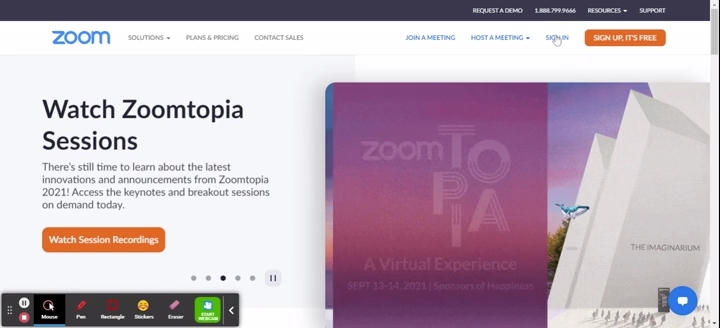 REQUEST A DEMO 1.888.799.9666 RESOURCES SUPPORT
zoom SOLUTIONS PLANS & PRICING CONTACT SALES JOIN A MEETING HOST A MEETING SIGN IN SIGN UP, IT'S FREE
Watch Zoomtopia
Sessions
There's still time to learn about the latest
innovations and announcements from Zoomtopia
2021! Access the keynotes and breakout sessions
on demand today.
Watch Session Recordings
zoom TO
PIA
A Virtual Experience
SEPT 13-14, 2021 | Sponsors of Happiness
THE IMAGINARIUM
Mouse Pen Rectangle Stickers Eraser START
WEBCAM